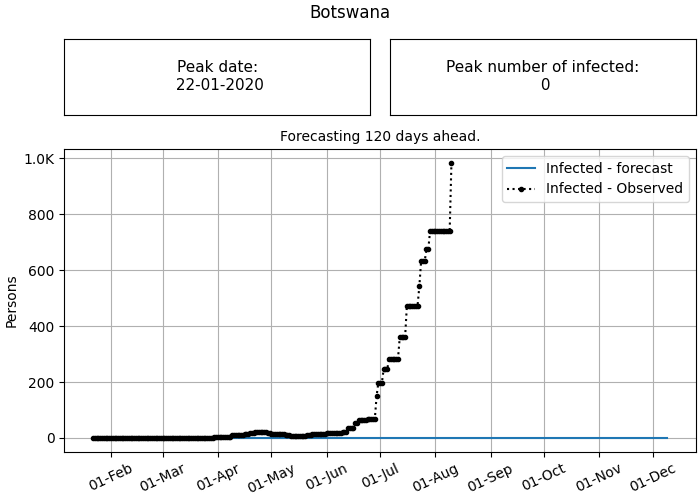 Botswana
Peak date:
22-01-2020
Peak number of infected:
0
Forecasting 120 days ahead.
Infected - forecast
Infected - Observed
Persons
1.0K
800
600
400
200
0
01-Feb 01-Mar 01-Apr 01-May 01-Jun 01-Jul 01-Aug 01-Sep 01-Oct 01-Nov 01-Dec